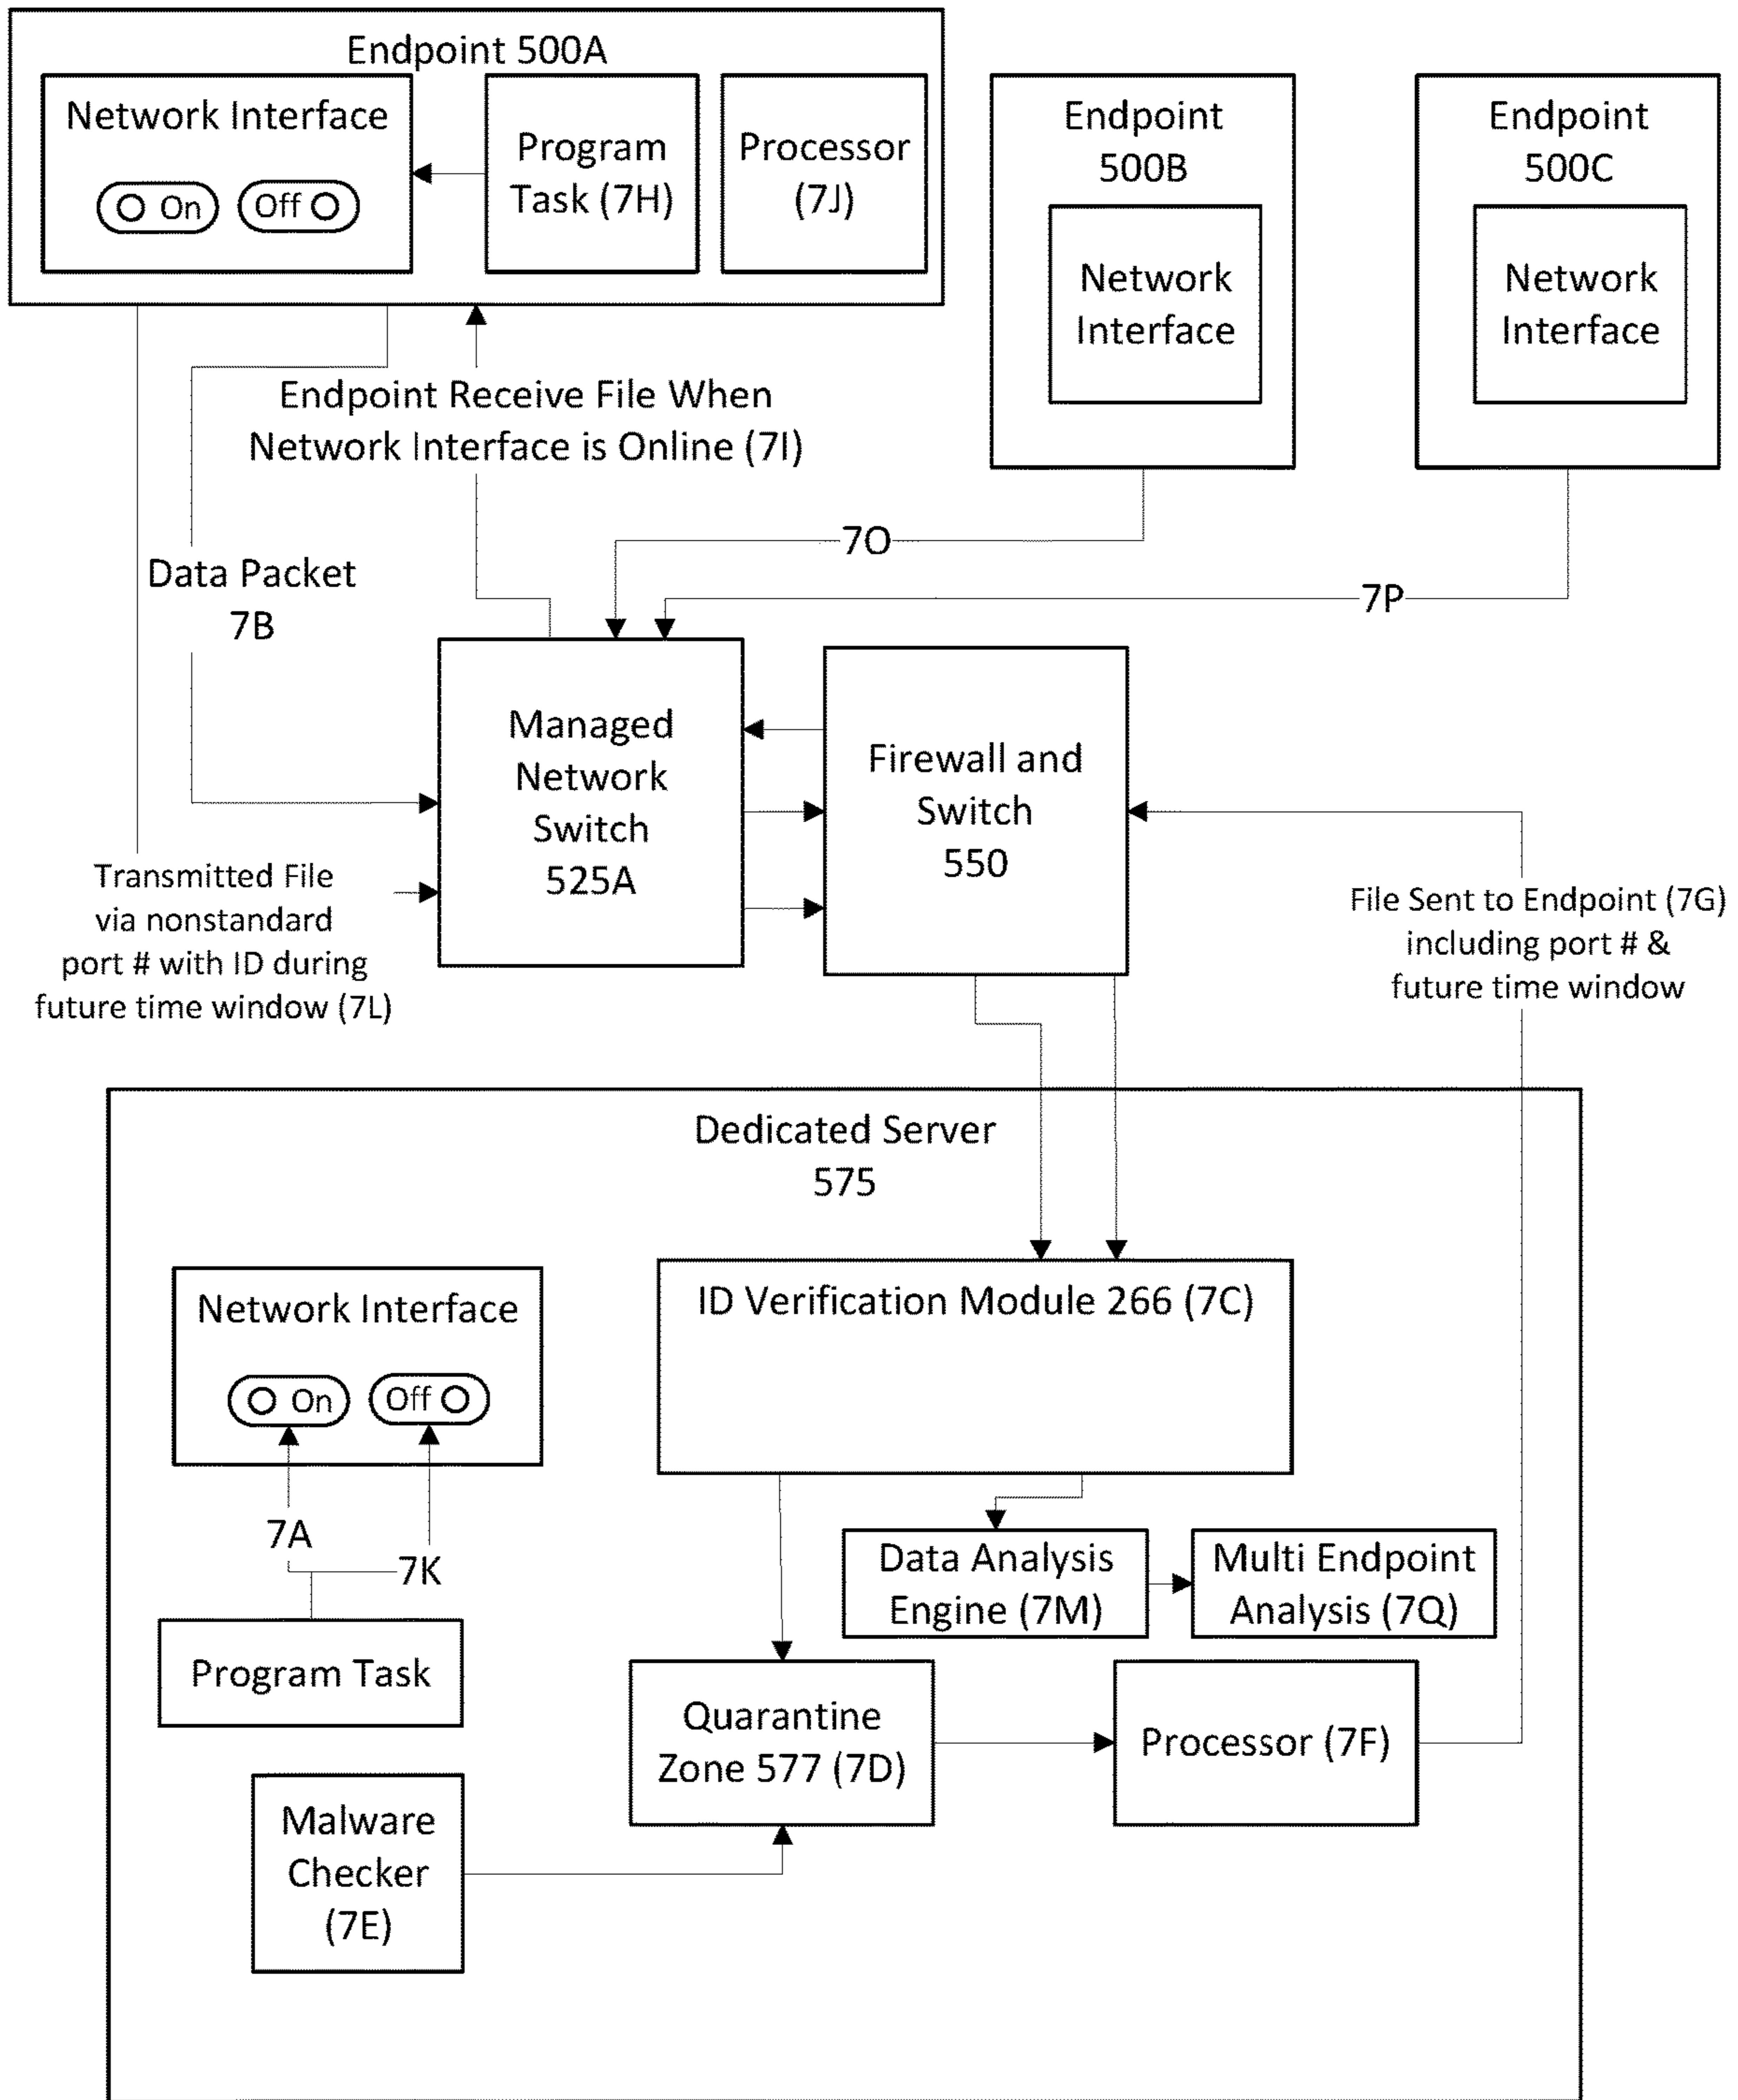 Endpoint 500A
Network Interface
On
Off
Program
Task (7H)
Processor
(7J)
Endpoint
500B
Network
Interface
Endpoint
500C
Network
Interface
Endpoint Receive File When
Network Interface is Online (7I)
7O
7P
Data Packet
7B
Managed
Network
Switch
525A
Firewall and
Switch
550
Transmitted File
via nonstandard
port # with ID during
future time window (7L)
File Sent to Endpoint (7G)
including port # &
future time window
Dedicated Server
575
Network Interface
On
Off
7A
7K
Program Task
ID Verification Module 266 (7C)
Data Analysis
Engine (7M)
Multi Endpoint
Analysis (7Q)
Quarantine
Zone 577 (7D)
Processor (7F)
Malware
Checker
(7E)